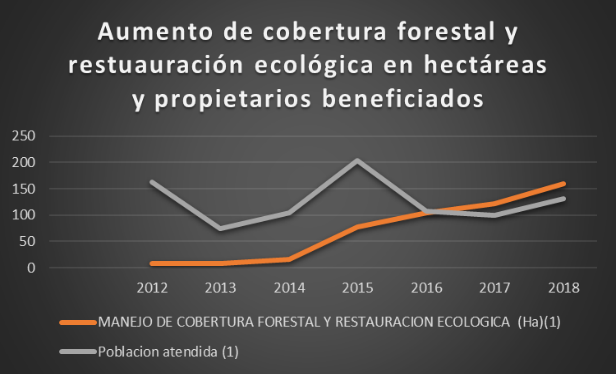 Aumento de cobertura forestal y
restuauración ecológica en hectáreas
y propietarios beneficiados
250
200
150
100
50
0
2012 2013 2014 2015 2016 2017 2018
MANEJO DE COBERTURA FORESTAL Y RESTAURACION ECOLOGICA (Ha)(1)
Poblacion atendida (1)